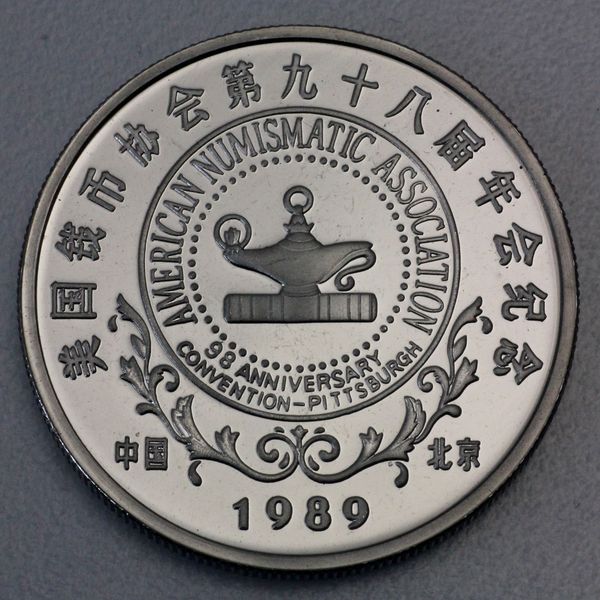 美国钱币协会第九十八届年会纪念
AMERICAN NUMISMATIC ASSOCIATION
98 ANNIVERSARY
CONVENTION-PITTSBURGH
中国
北京
1989